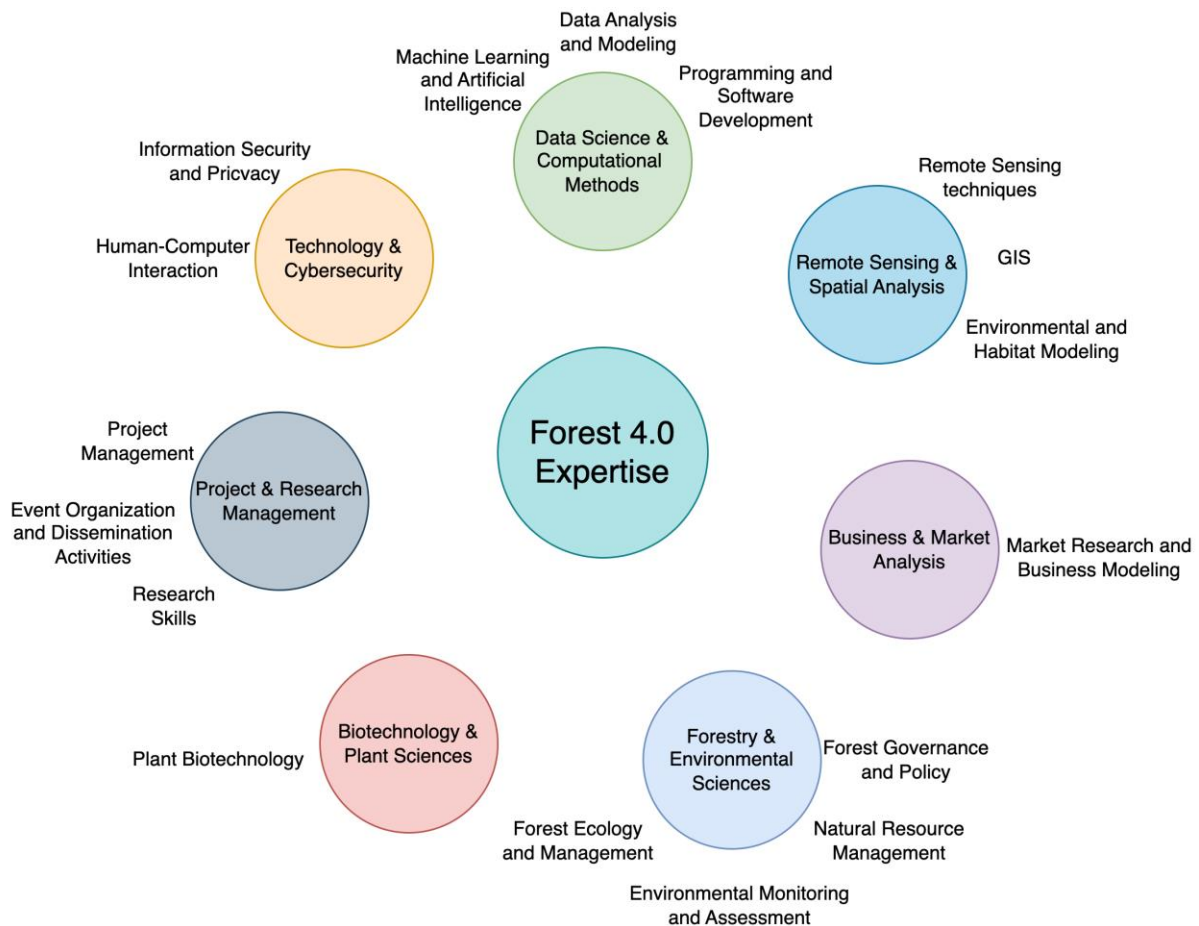 Data Analysis
and Modeling
Machine Learning
and Artificial
Intelligence
Programming and
Software
Development
Data Science &
Computational
Methods
Information Security
and Pricvacy
Human-Computer
Interaction
Technology &
Cybersecurity
Remote Sensing
techniques
GIS
Environmental and
Habitat Modeling
Remote Sensing &
Spatial Analysis
Forest 4.0
Expertise
Project
Management
Event Organization
and Dissemination
Activities
Research
Skills
Project & Research
Management
Business & Market
Analysis
Market Research and
Business Modeling
Biotechnology &
Plant Sciences
Plant Biotechnology
Forestry &
Environmental
Sciences
Forest Governance
and Policy
Natural Resource
Management
Forest Ecology
and Management
Environmental Monitoring
and Assessment